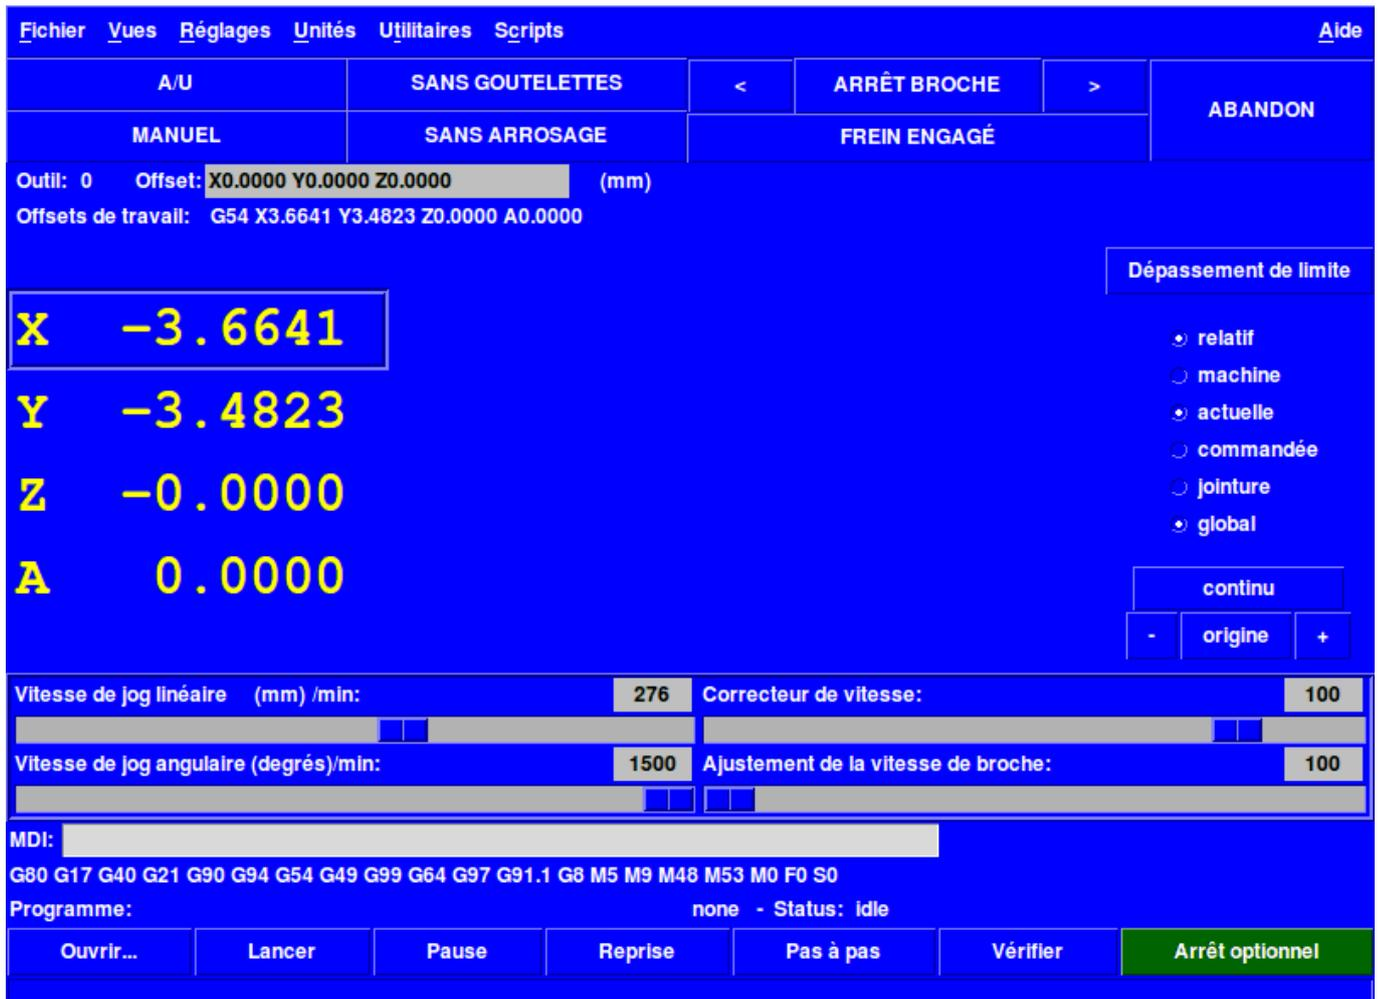 Fichier Vues Réglages Unités Utilitaires Scripts Aide
A/U SANS GOUTELETTES < ARRÊT BROCHE > ABANDON
MANUEL SANS ARROSAGE FREIN ENGAGÉ
Outil: 0 Offset: X0.0000 Y0.0000 Z0.0000 (mm)
Offsets de travail: G54 X3.6641 Y3.4823 Z0.0000 A0.0000
Dépassement de limite
X -3.6641
Y -3.4823
Z -0.0000
A 0.0000
relatif
machine
actuelle
commandée
jointure
global
continu
- origine +
Vitesse de jog linéaire (mm) /min: 276 Correcteur de vitesse: 100
Vitesse de jog angulaire (degrés)/min: 1500 Ajustement de la vitesse de broche: 100
MDI:
G80 G17 G40 G21 G90 G94 G54 G49 G99 G64 G97 G91.1 G8 M5 M9 M48 M53 M0 F0 S0
Programme: none - Status: idle
Ouvrir... Lancer Pause Reprise Pas à pas Vérifier Arrêt optionnel